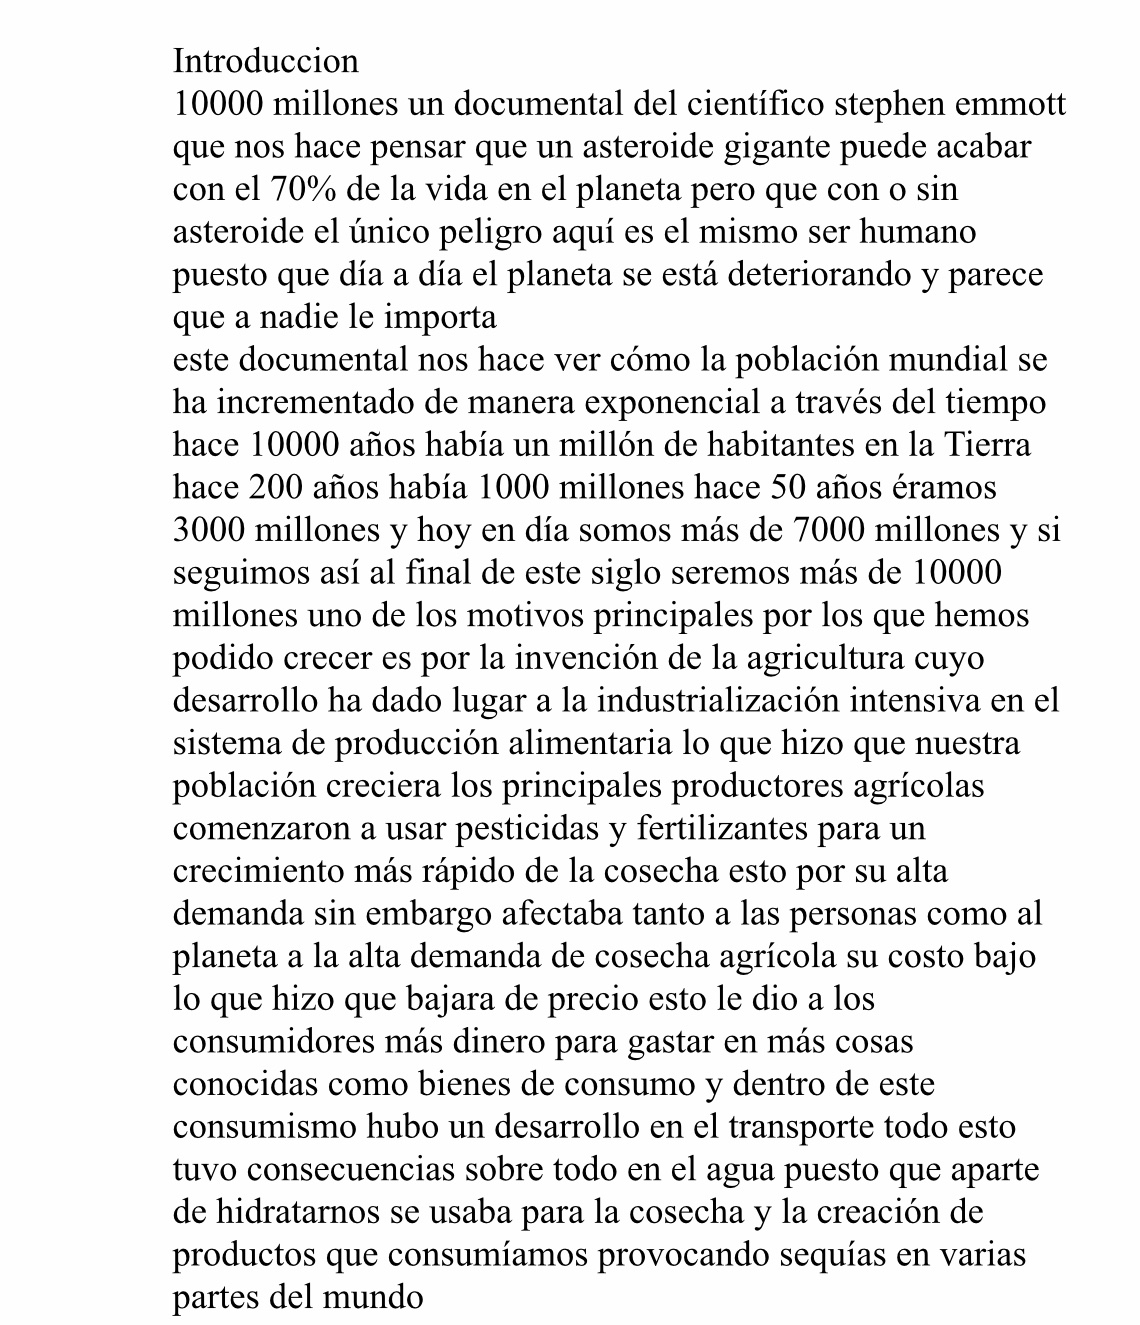 Introduccion
10000 millones un documental del científico stephen emmott
que nos hace pensar que un asteroide gigante puede acabar
con el 70% de la vida en el planeta pero que con o sin
asteroide el único peligro aquí es el mismo ser humano
puesto que día a día el planeta se está deteriorando y parece
que a nadie le importa
este documental nos hace ver cómo la población mundial se
ha incrementado de manera exponencial a través del tiempo
hace 10000 años había un millón de habitantes en la Tierra
hace 200 años había 1000 millones hace 50 años éramos
3000 millones y hoy en día somos más de 7000 millones y si
seguimos así al final de este siglo seremos más de 10000
millones uno de los motivos principales por los que hemos
podido crecer es por la invención de la agricultura cuyo
desarrollo ha dado lugar a la industrialización intensiva en el
sistema de producción alimentaria lo que hizo que nuestra
población creciera los principales productores agrícolas
comenzaron a usar pesticidas y fertilizantes para un
crecimiento más rápido de la cosecha esto por su alta
demanda sin embargo afectaba tanto a las personas como al
planeta a la alta demanda de cosecha agrícola su costo bajo
lo que hizo que bajara de precio esto le dio a los
consumidores más dinero para gastar en más cosas
conocidas como bienes de consumo y dentro de este
consumismo hubo un desarrollo en el transporte todo esto
tuvo consecuencias sobre todo en el agua puesto que aparte
de hidratarnos se usaba para la cosecha y la creación de
productos que consumíamos provocando sequías en varias
partes del mundo